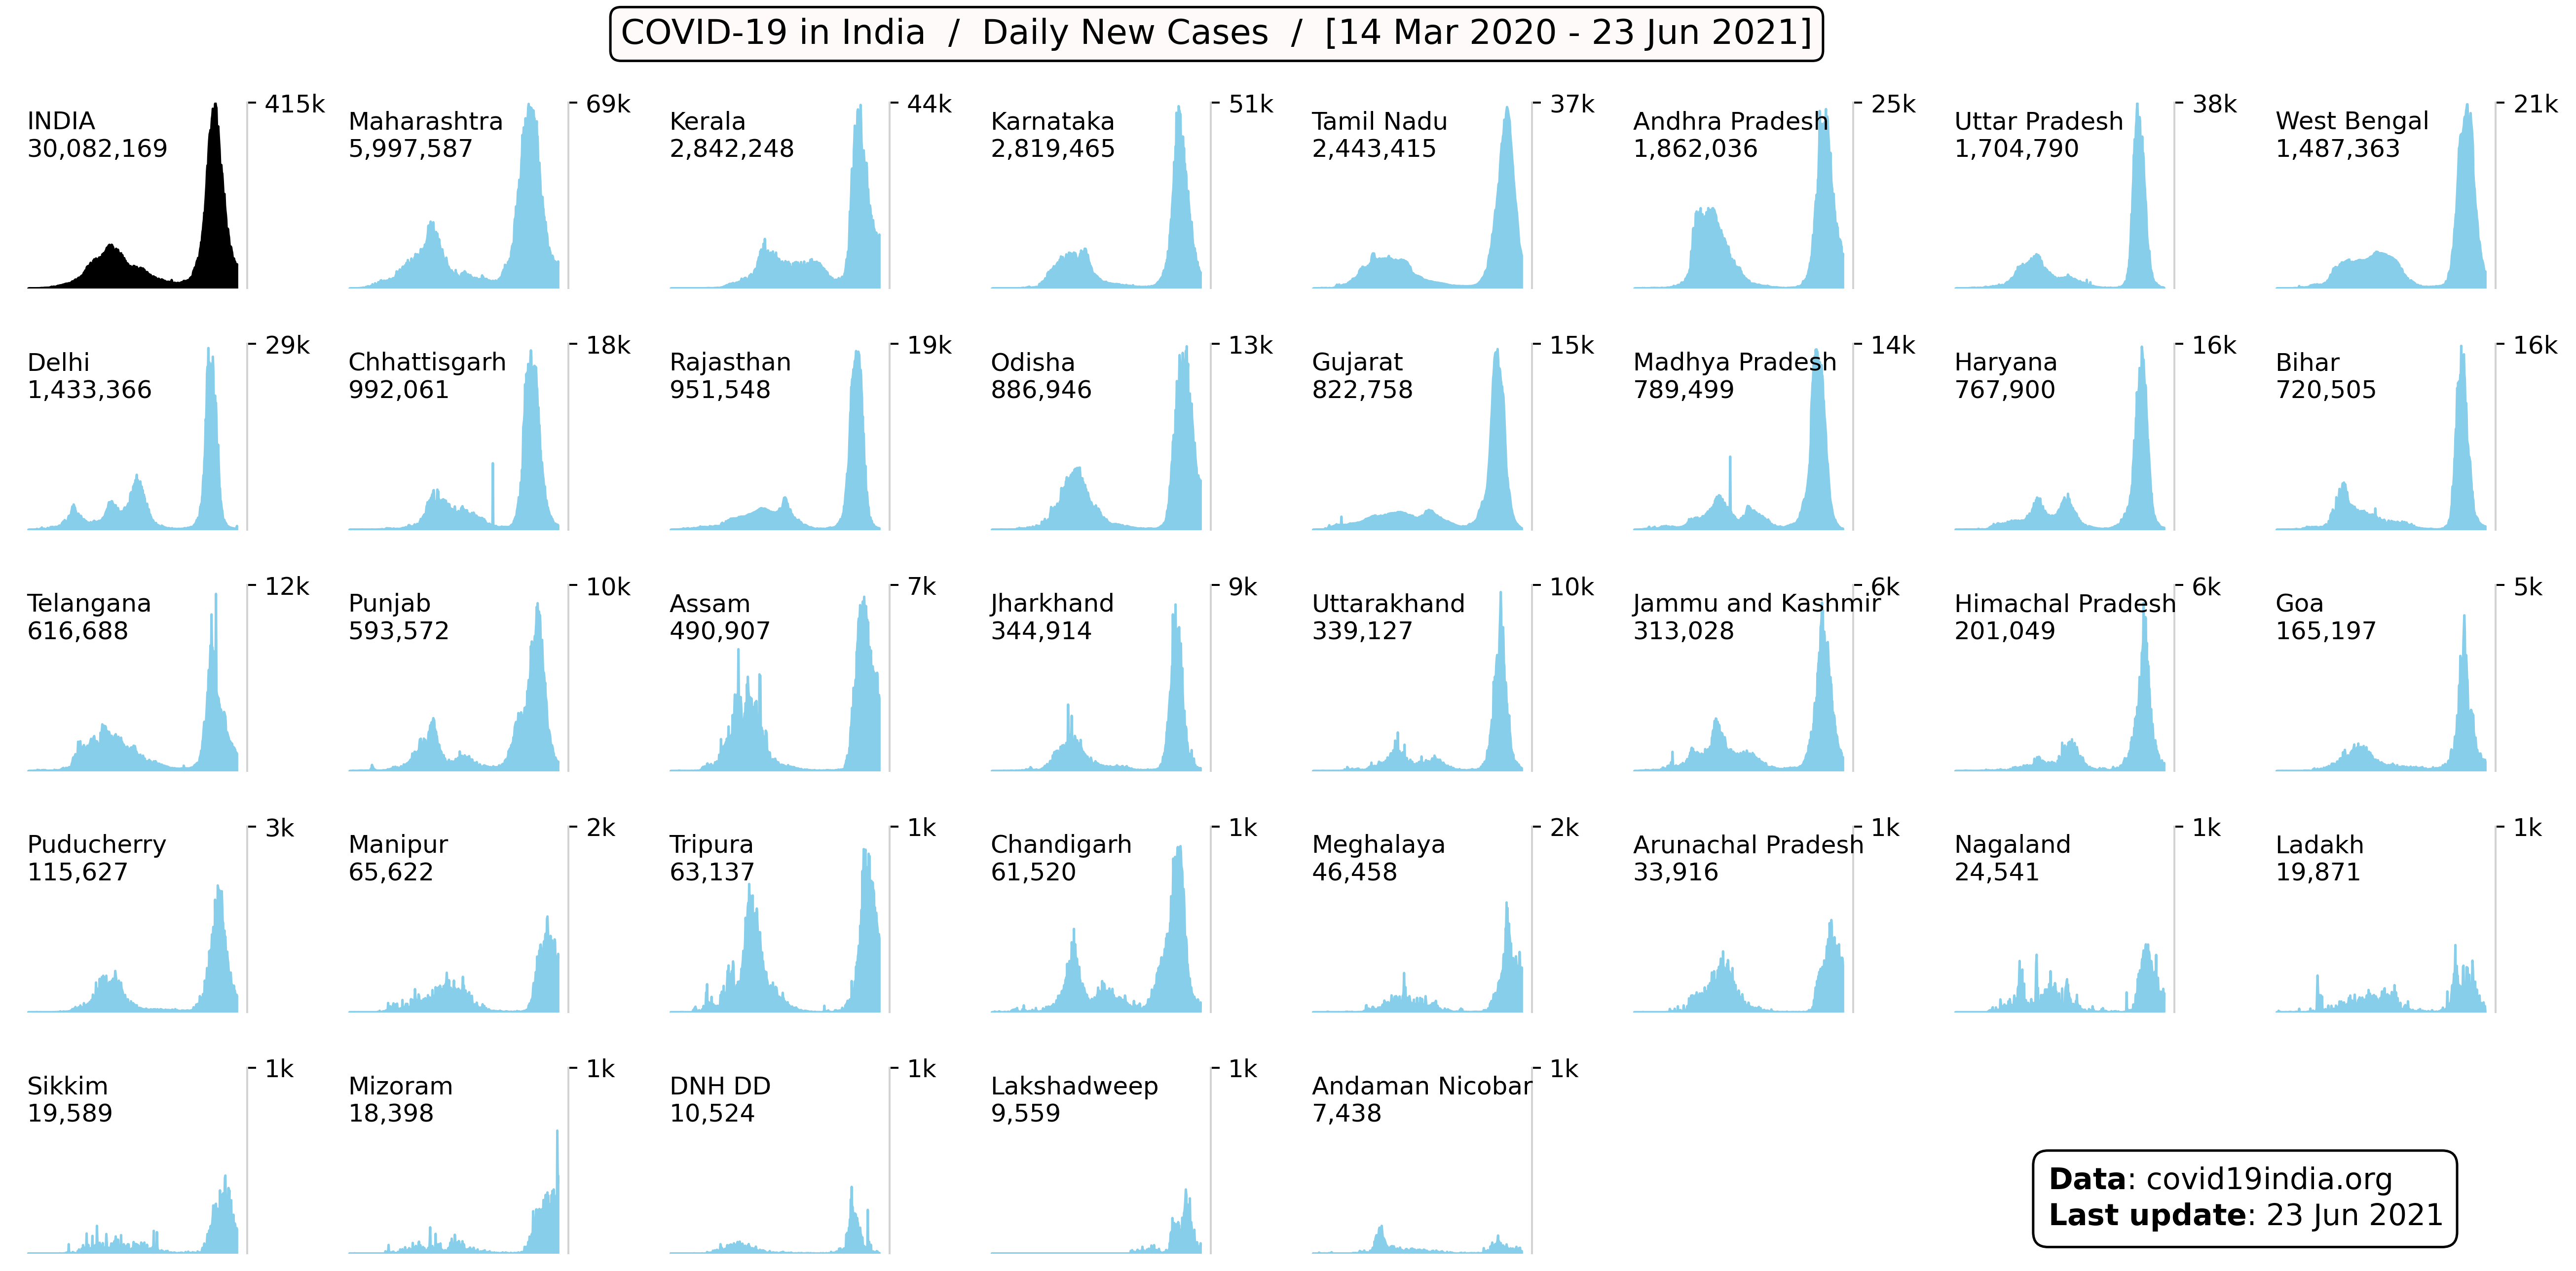 COVID-19 in India / Daily New Cases / [14 Mar 2020 - 23 Jun 2021]
INDIA
30,082,169
415k
Maharashtra
5,997,587
69k
Kerala
2,842,248
44k
Karnataka
2,819,465
51k
Tamil Nadu
2,443,415
37k
Andhra Pradesh
1,862,036
25k
Uttar Pradesh
1,704,790
38k
West Bengal
1,487,363
21k
Delhi
1,433,366
29k
Chhattisgarh
992,061
18k
Rajasthan
951,548
19k
Odisha
886,946
13k
Gujarat
822,758
15k
Madhya Pradesh
789,499
14k
Haryana
767,900
16k
Bihar
720,505
16k
Telangana
616,688
12k
Punjab
593,572
10k
Assam
490,907
7k
Jharkhand
344,914
9k
Uttarakhand
339,127
10k
Jammu and Kashmir
313,028
6k
Himachal Pradesh
201,049
6k
Goa
165,197
5k
Puducherry
115,627
3k
Manipur
65,622
2k
Tripura
63,137
1k
Chandigarh
61,520
1k
Meghalaya
46,458
2k
Arunachal Pradesh
33,916
1k
Nagaland
24,541
1k
Ladakh
19,871
1k
Sikkim
19,589
1k
Mizoram
18,398
1k
DNH DD
10,524
1k
Lakshadweep
9,559
1k
Andaman Nicobar
7,438
1k
Data: covid19india.org
Last update: 23 Jun 2021